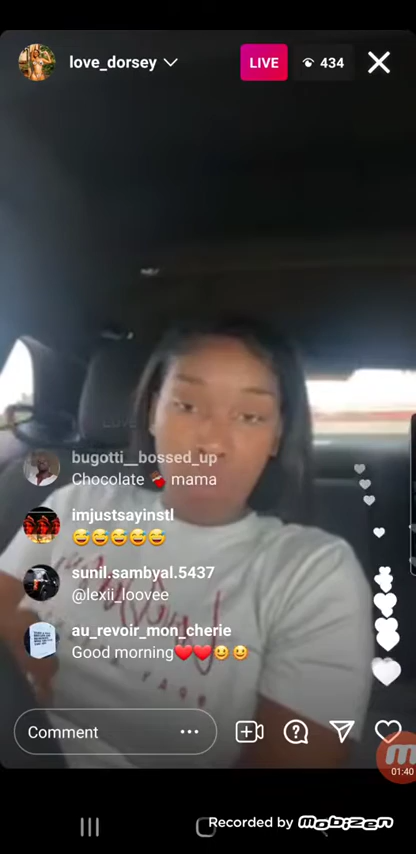 love_dorsey
LIVE
434
bugotti__bossed_up
Chocolate 🍫 mama
imjustsayinstl
😅😅😅😅😅
sunil.sambyal.5437
@lexii_loovee
au_revoir_mon_cherie
Good morning❤️❤️🙂🙂
Comment
01:40
Recorded by mobizen